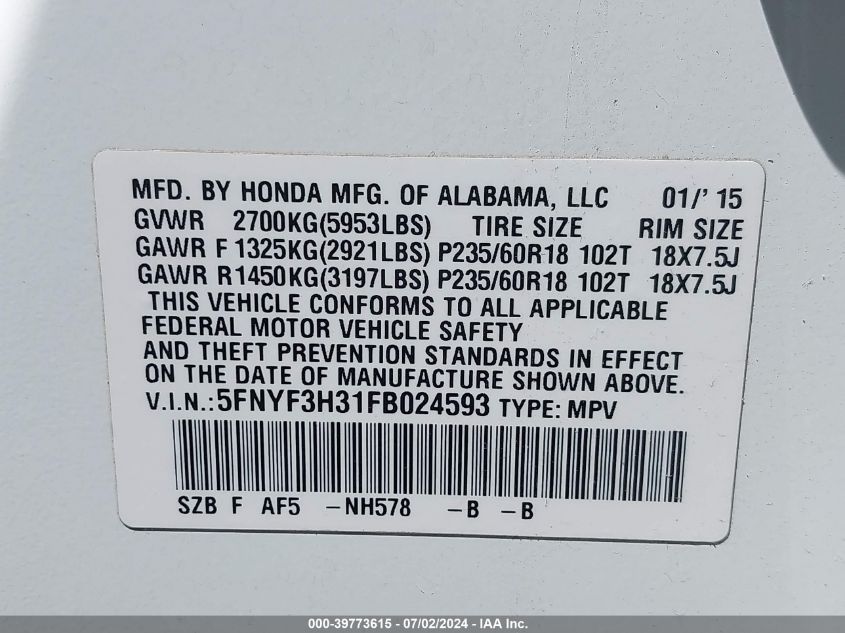 MFD. BY HONDA MFG. OF ALABAMA, LLC 01/' 15
GVWR 2700KG(5953LBS) TIRE SIZE RIM SIZE
GAWR F 1325KG(2921LBS) P235/60R18 102T 18X7.5J
GAWR R1450KG(3197LBS) P235/60R18 102T 18X7.5J
THIS VEHICLE CONFORMS TO ALL APPLICABLE
FEDERAL MOTOR VEHICLE SAFETY
AND THEFT PREVENTION STANDARDS IN EFFECT
ON THE DATE OF MANUFACTURE SHOWN ABOVE.
V.I.N.:5FNYF3H31FB024593 TYPE: MPV
SZB F AF5 -NH578 -B -B
000-39773615 - 07/02/2024 - IAA Inc.